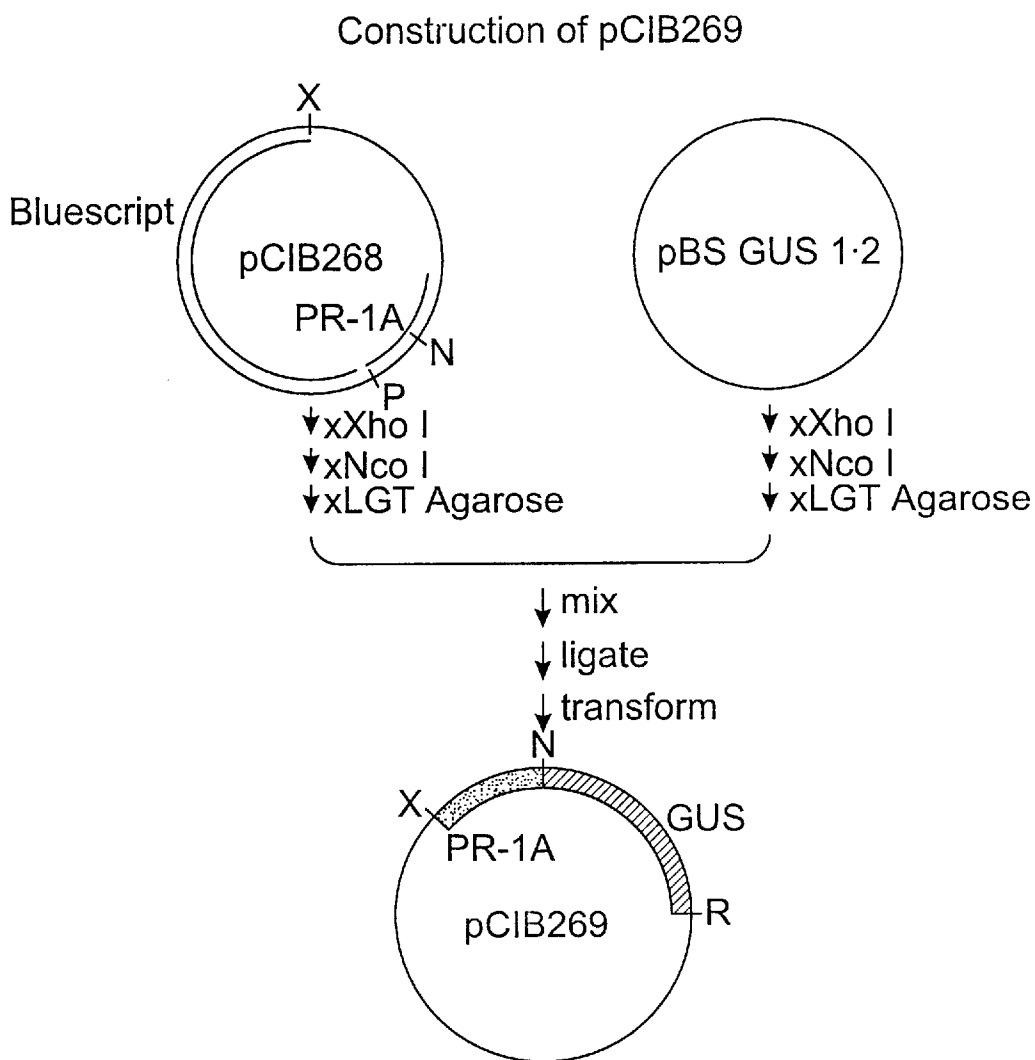 Construction of pCIB269
X
Bluescript
pCIB268
PR-1A
N
P
xXho I
xNco I
xLGT Agarose
pBS GUS 1·2
xXho I
xNco I
xLGT Agarose
mix
ligate
transform
N
X
GUS
PR-1A
R
pCIB269